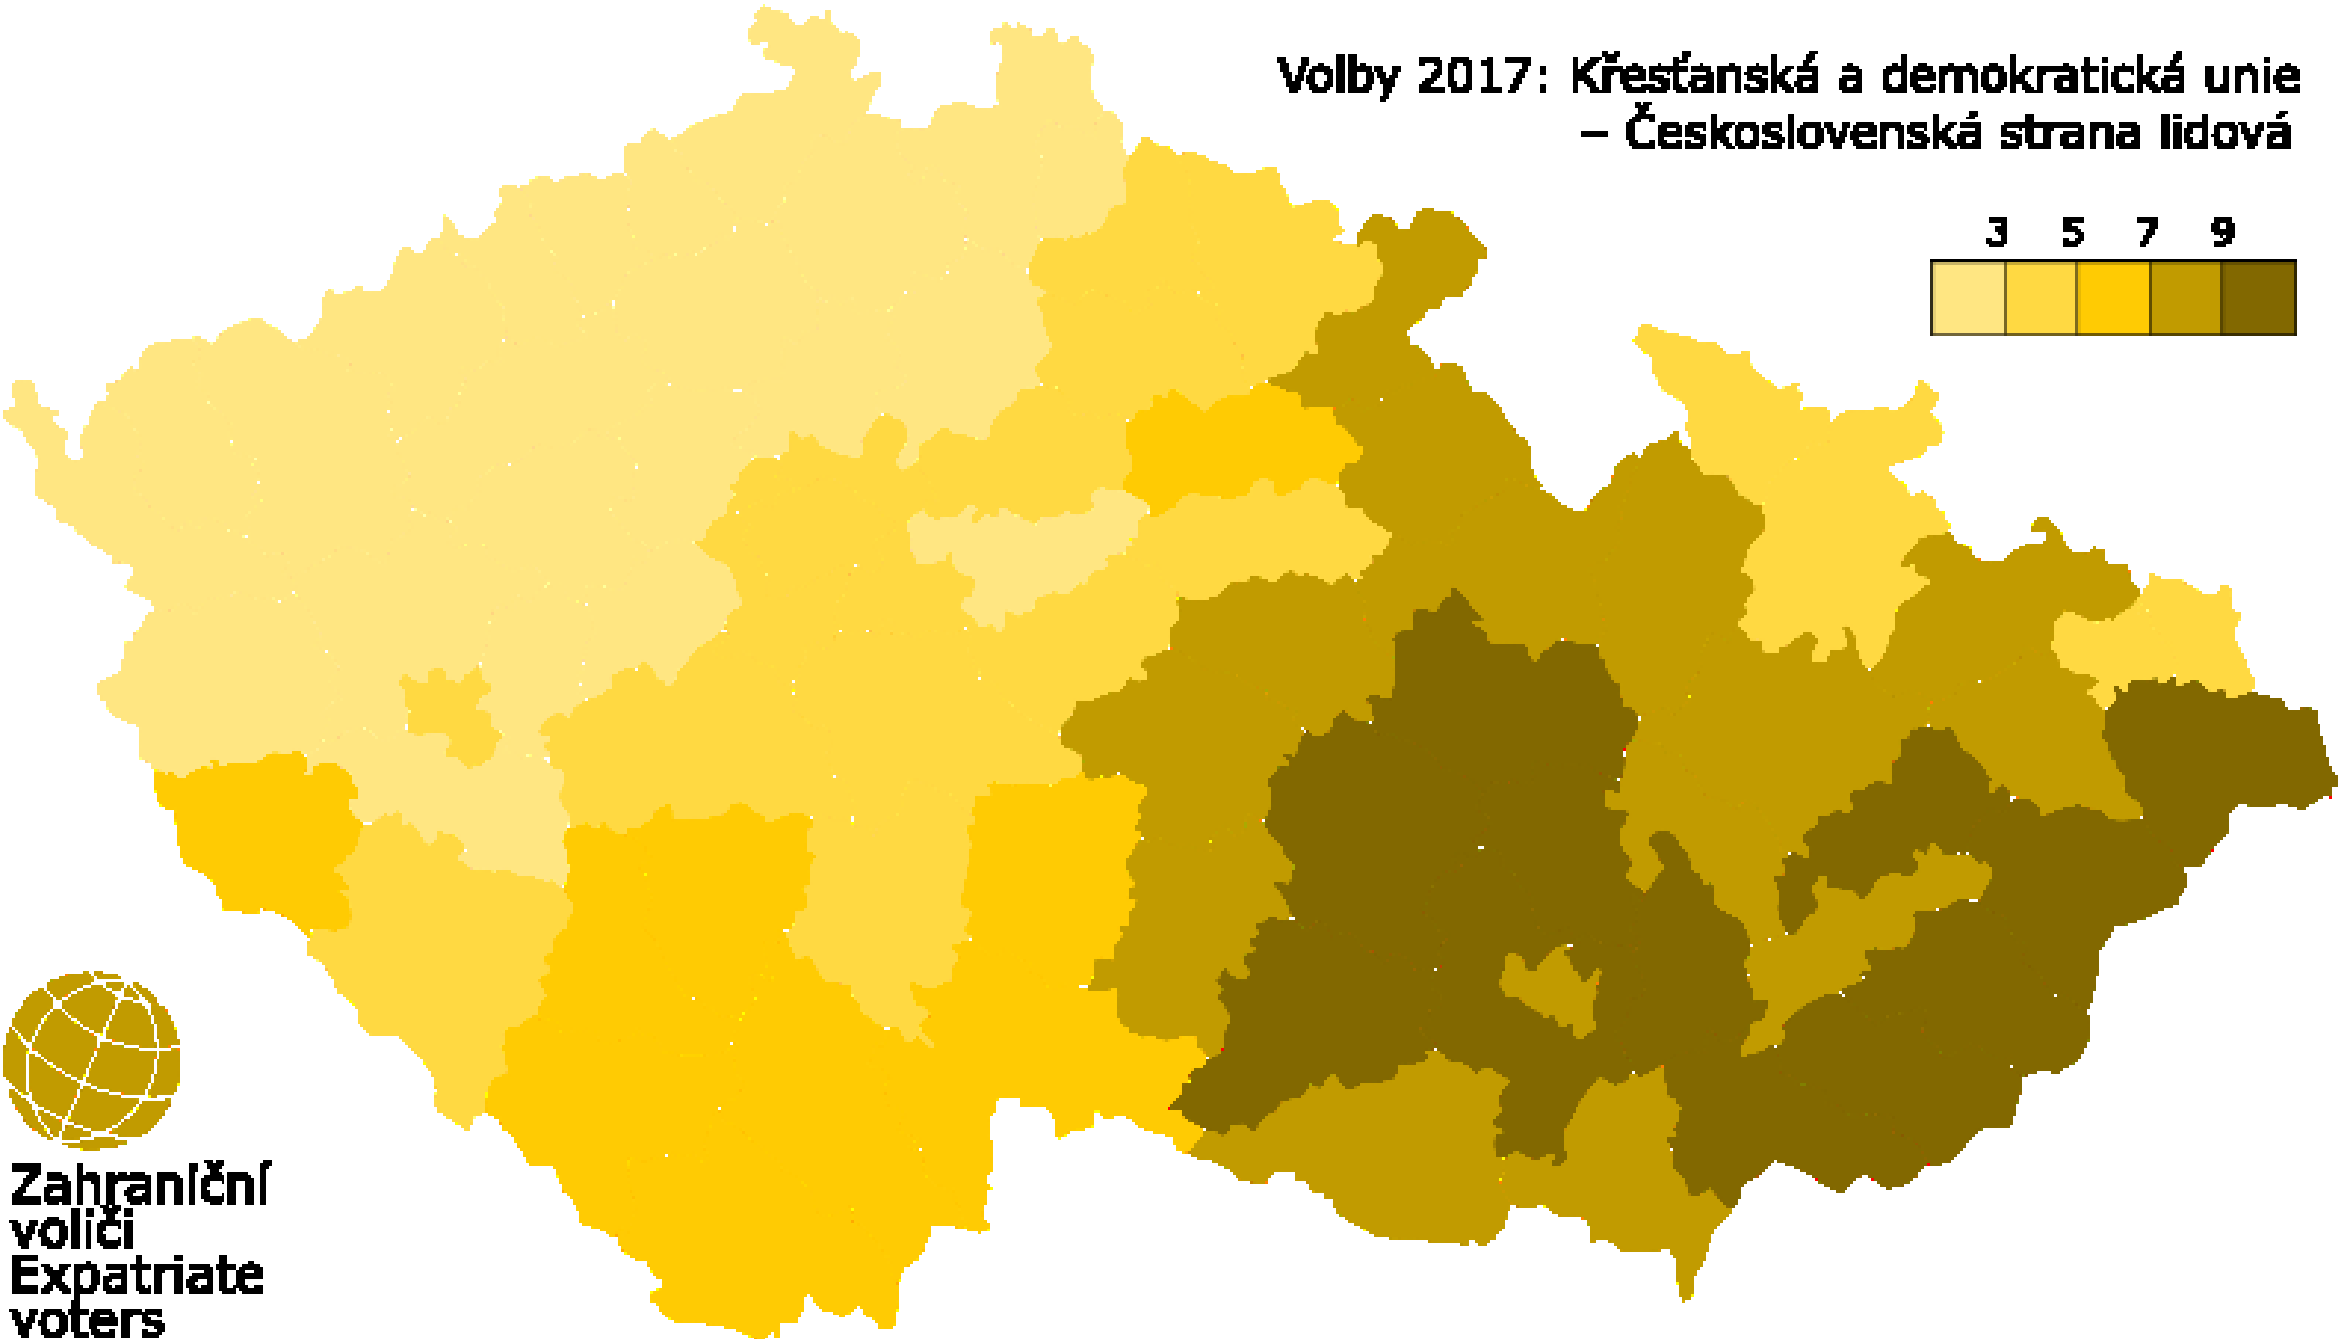 Volby 2017: Křesťanská a demokratická unie
– Československá strana lidová
3 5 7 9
Zahraniční
voliči
Expatriate
voters